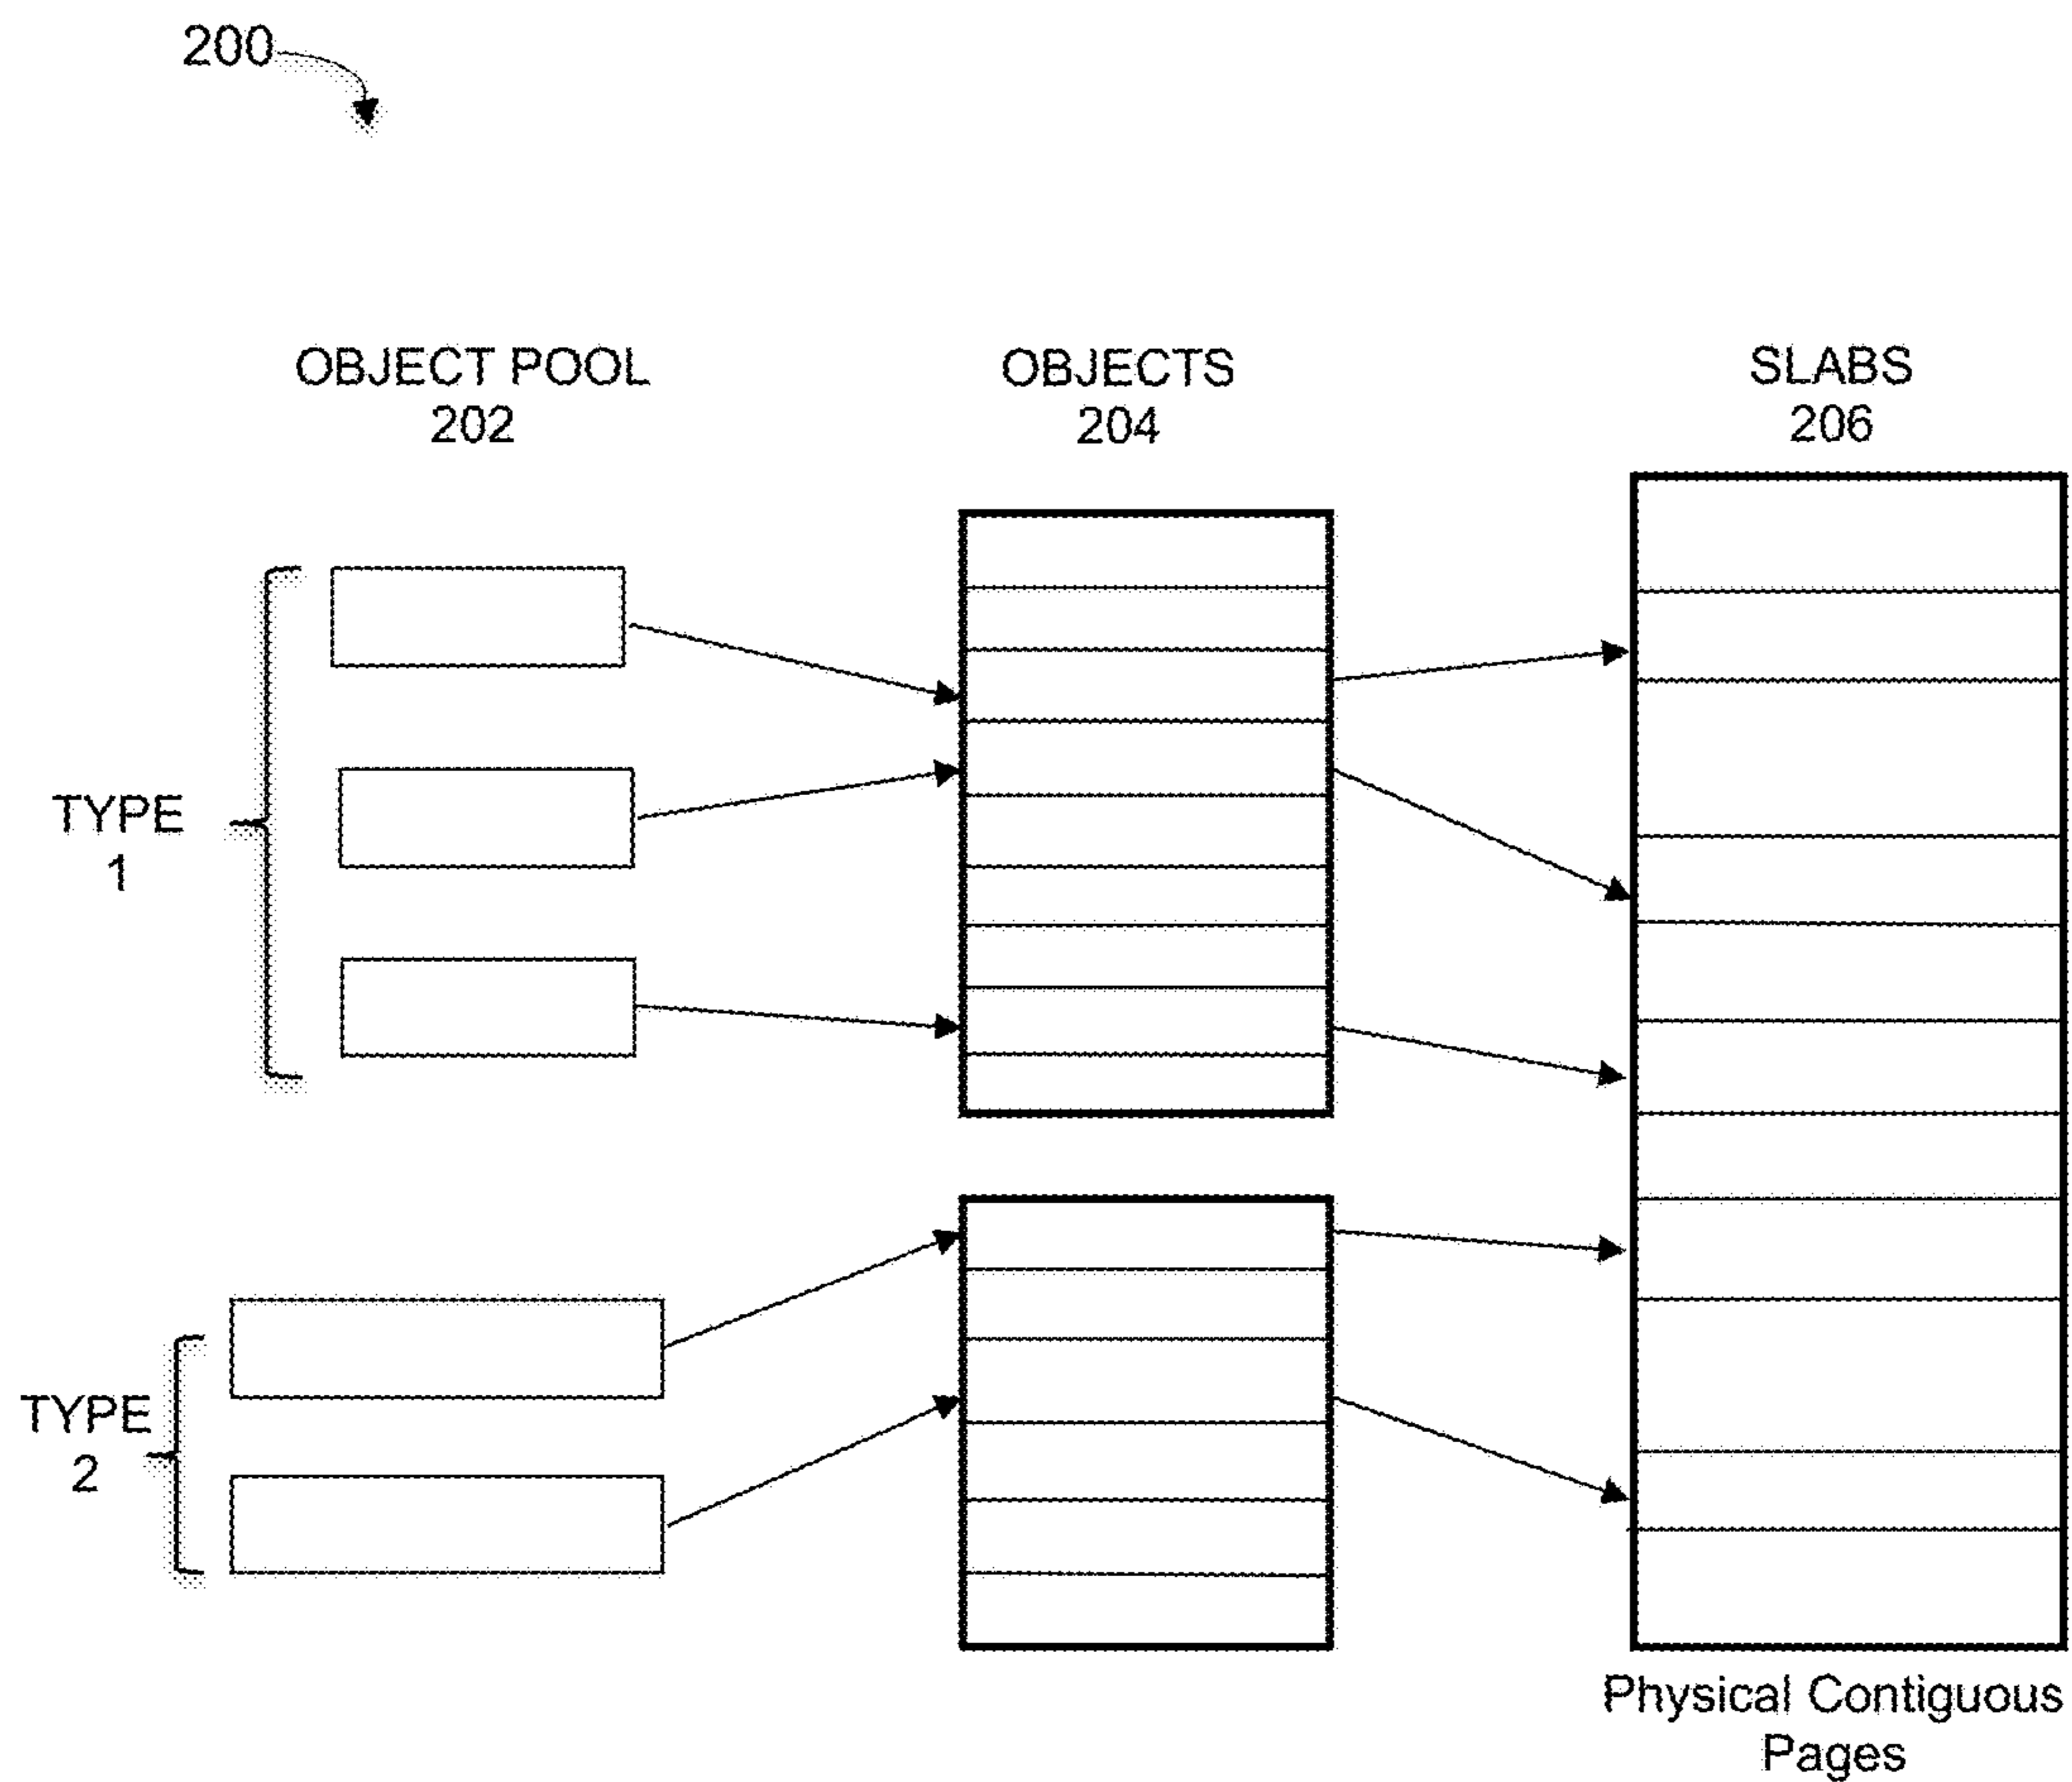 200
OBJECT POOL
202
OBJECTS
204
SLABS
206
TYPE
1
TYPE
2
Physical Contiguous
Pages